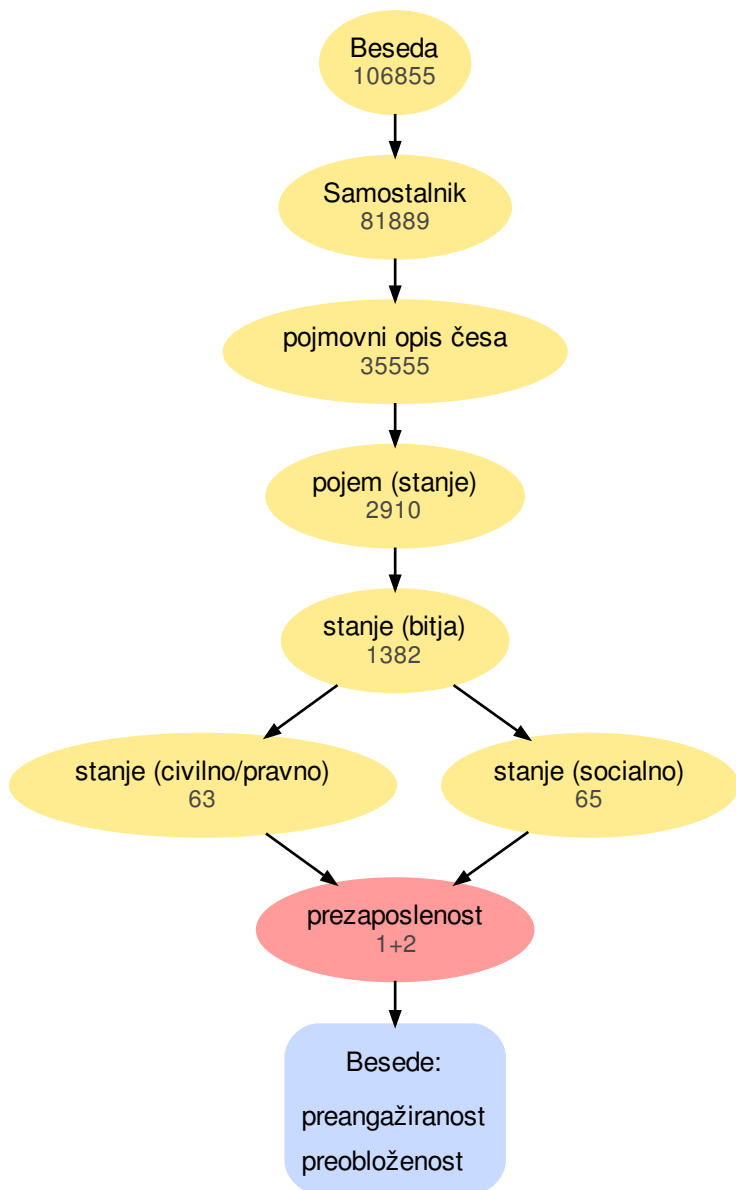 Beseda
106855
Samostalnik
81889
pojmovni opis česa
35555
pojem (stanje)
2910
stanje (bitja)
1382
stanje (civilno/pravno)
63
stanje (socialno)
65
prezaposlenost
1+2
Besede:
preangažiranost
preobloženost